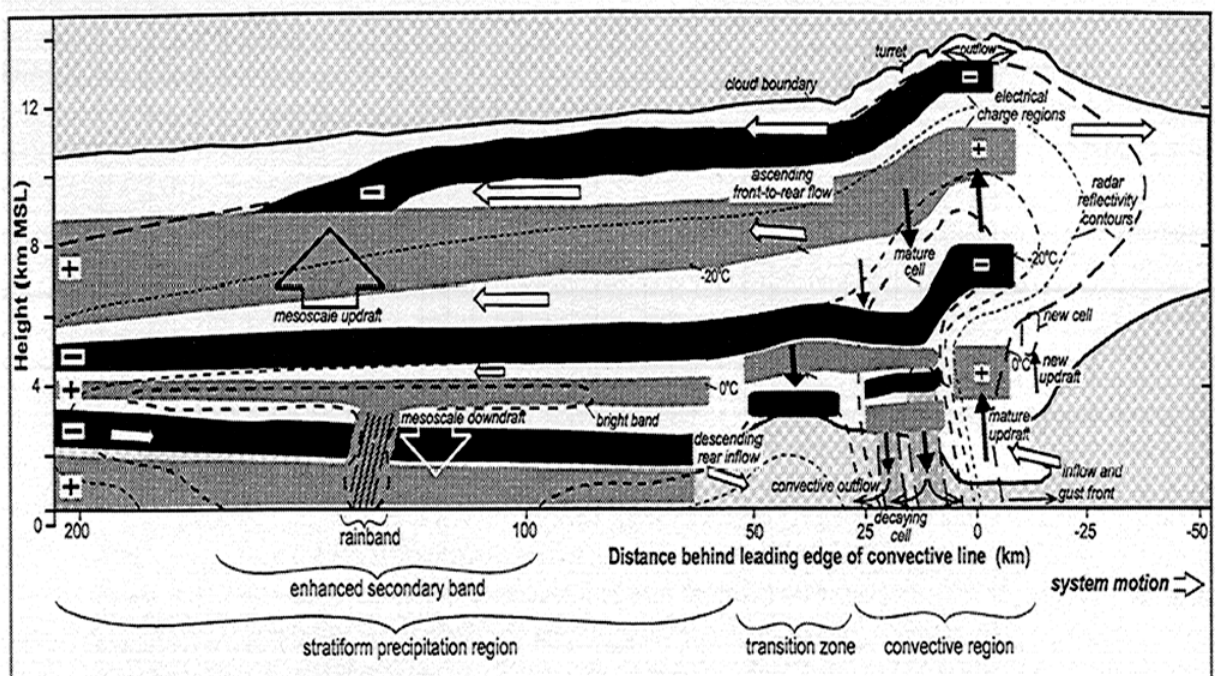 turret
outflow
cloud boundary
12
−
electrical
charge regions
+
ascending
front-to-rear flow
10
−
radar
reflectivity
contours
Height (km MSL)
8
+
mature
cell
−
-20°C
-20°C
mesoscale updraft
new cell
−
0°C
new
updraft
4
+
0°C
+
bright band
mesoscale downdraft
mature
updraft
−
descending
rear inflow
inflow and
gust front
+
convective outflow
0
200
100
50
25
0
-25
-50
decaying
cell
rainband
Distance behind leading edge of convective line (km)
enhanced secondary band
system motion
stratiform precipitation region
transition zone
convective region